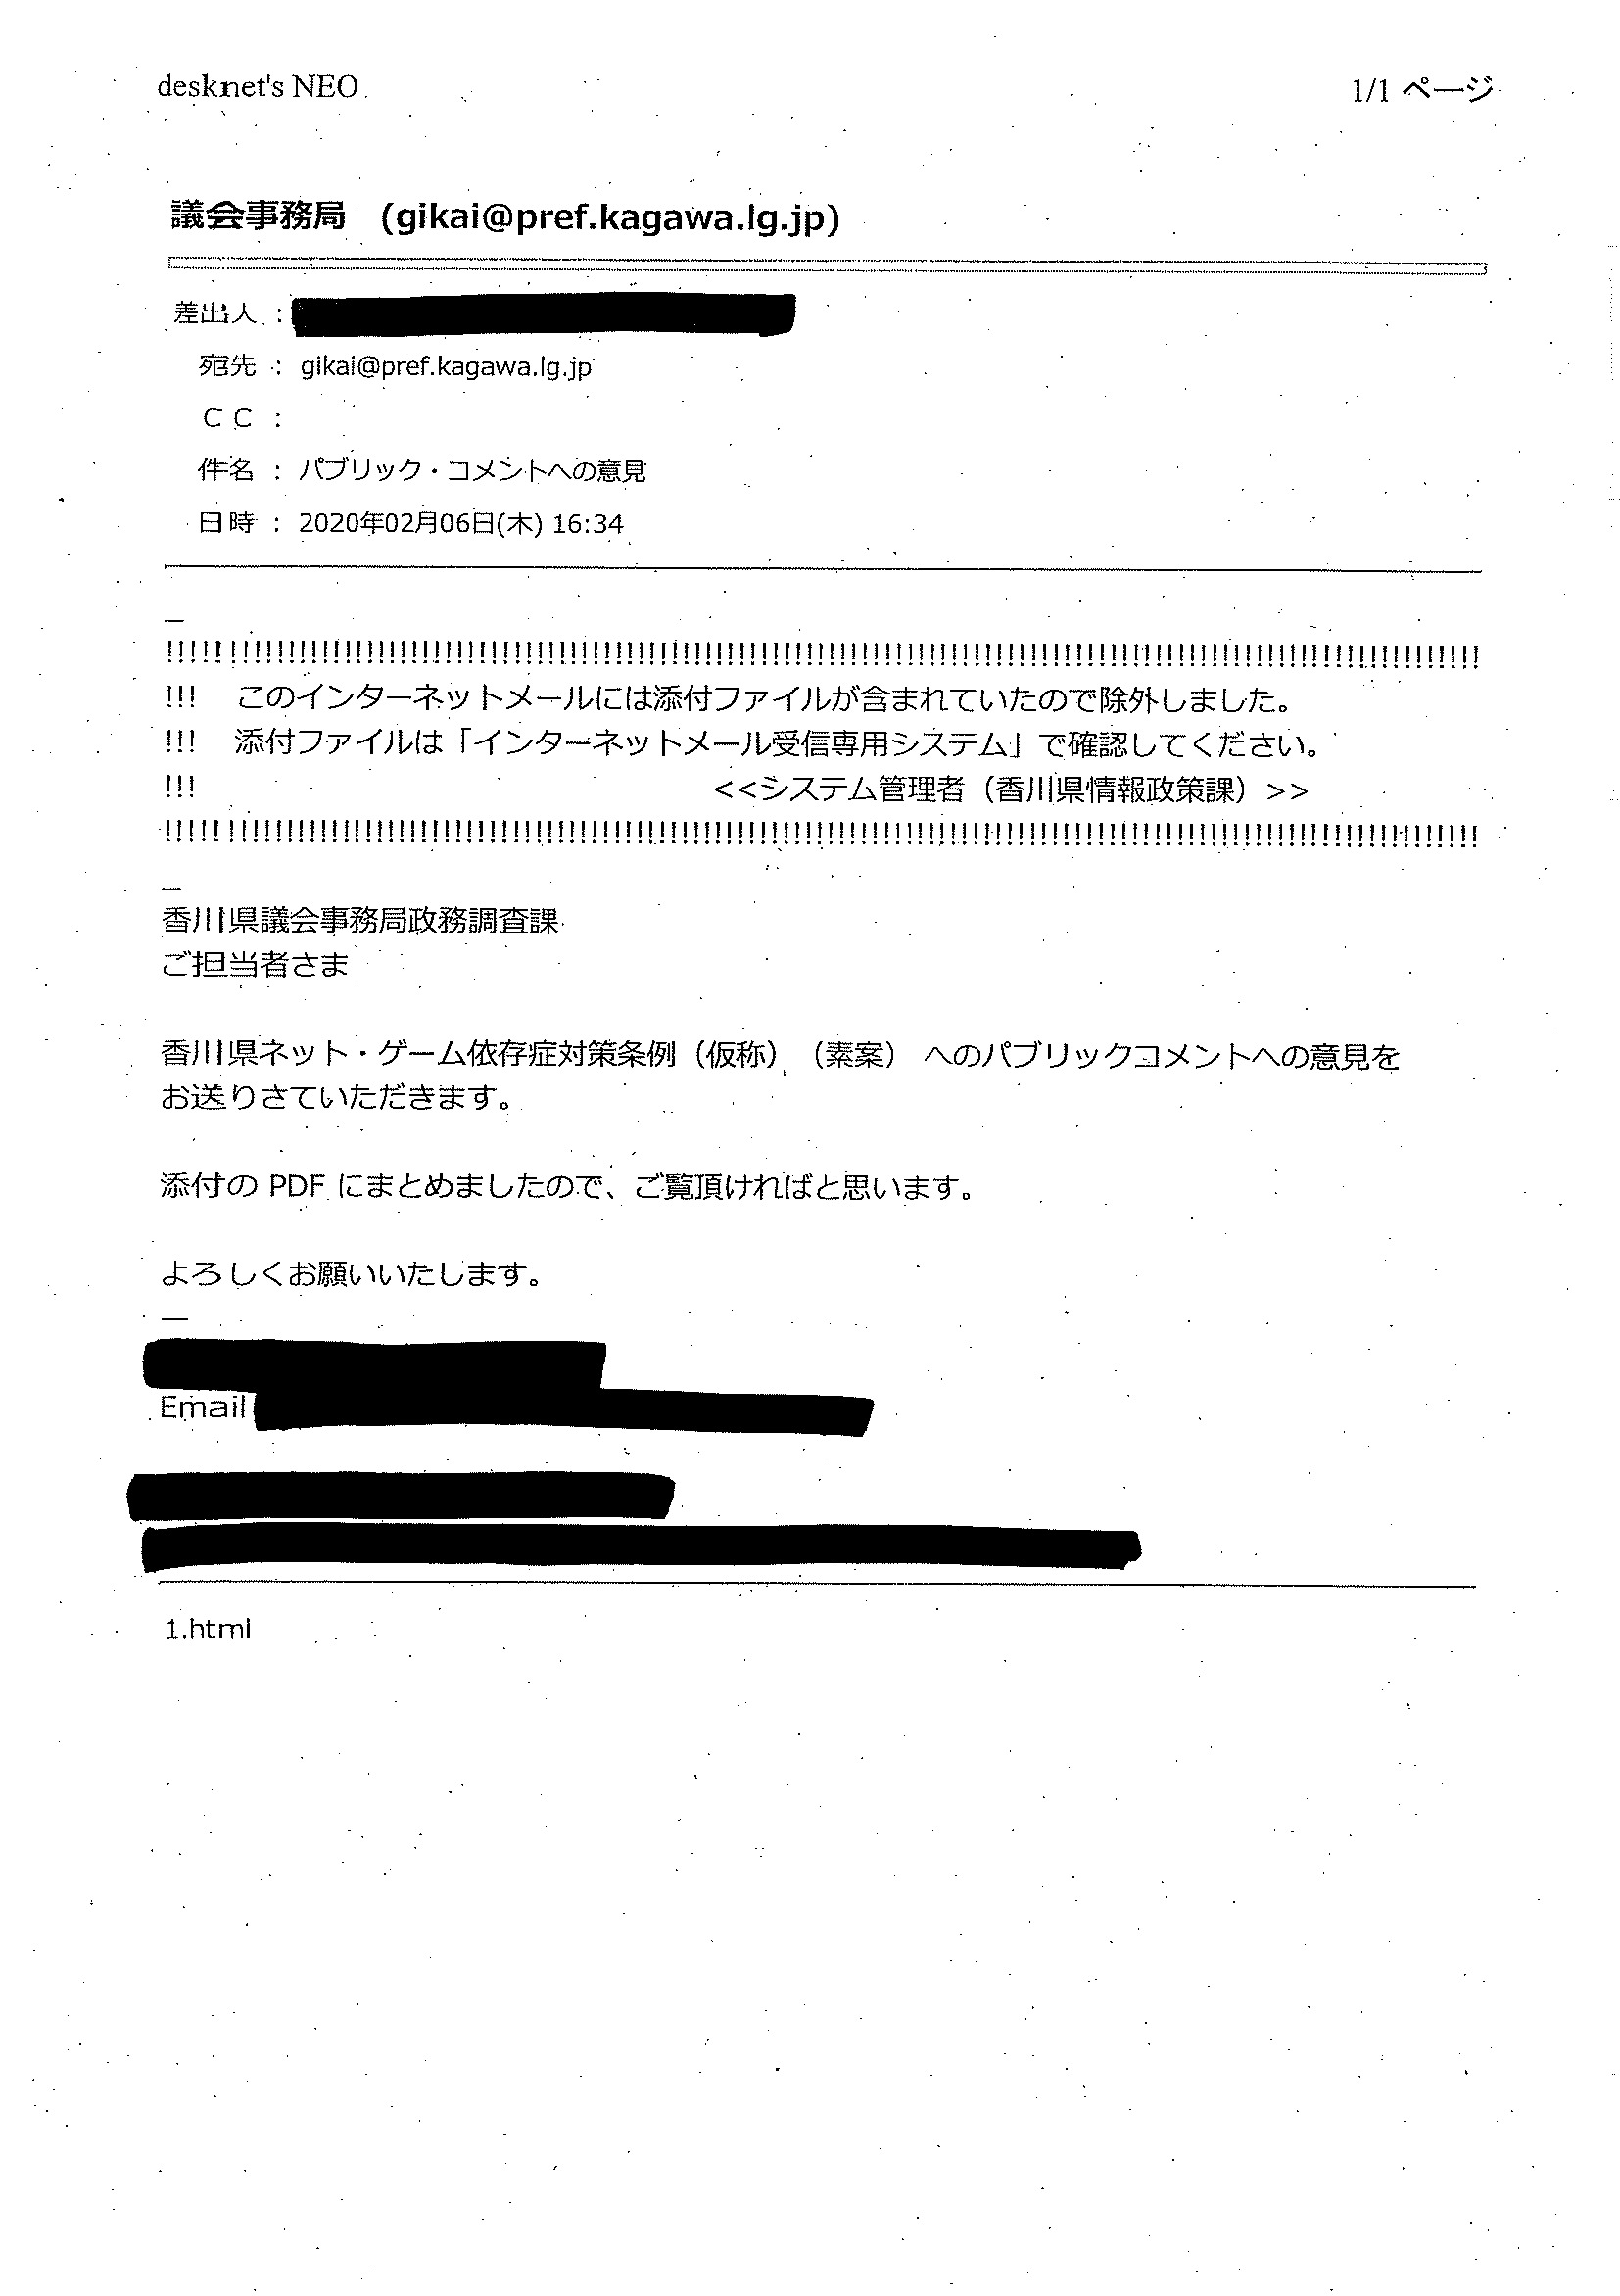 desknet's NEO
1/1 ページ
議会事務局 (gikai@pref.kagawa.lg.jp)
差出人 :
宛先 : gikai@pref.kagawa.lg.jp
ＣＣ :
件名 : パブリック・コメントへの意見
日時 : 2020年02月06日(木) 16:34
!!!!!!!!!!!!!!!!!!!!!!!!!!!!!!!!!!!!!!!!!!!!!!!!!!!!!!!!!!!!!!!!!!!!!!!!!!!!!!!!!!!!!!!!!!!!!!!!!!!!!!!!!!!!!!!!!!
!!! このインターネットメールには添付ファイルが含まれていたので除外しました。
!!! 添付ファイルは「インターネットメール受信専用システム」で確認してください。
!!! <<システム管理者（香川県情報政策課）>>
!!!!!!!!!!!!!!!!!!!!!!!!!!!!!!!!!!!!!!!!!!!!!!!!!!!!!!!!!!!!!!!!!!!!!!!!!!!!!!!!!!!!!!!!!!!!!!!!!!!!!!!!!!!!!!!!!!
香川県議会事務局政務調査課
ご担当者さま
香川県ネット・ゲーム依存症対策条例（仮称）（素案） へのパブリックコメントへの意見を
お送りさていただきます。
添付の PDF にまとめましたので、ご覧頂ければと思います。
よろしくお願いいたします。
Email
1.html